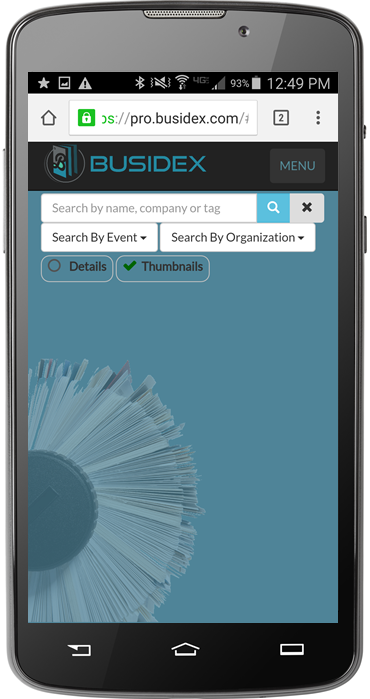 4G 93% 12:49 PM
ps://pro.busidex.com/#
2
BUSIDEX
MENU
Search by name, company or tag
Search By Event
Search By Organization
Details
Thumbnails